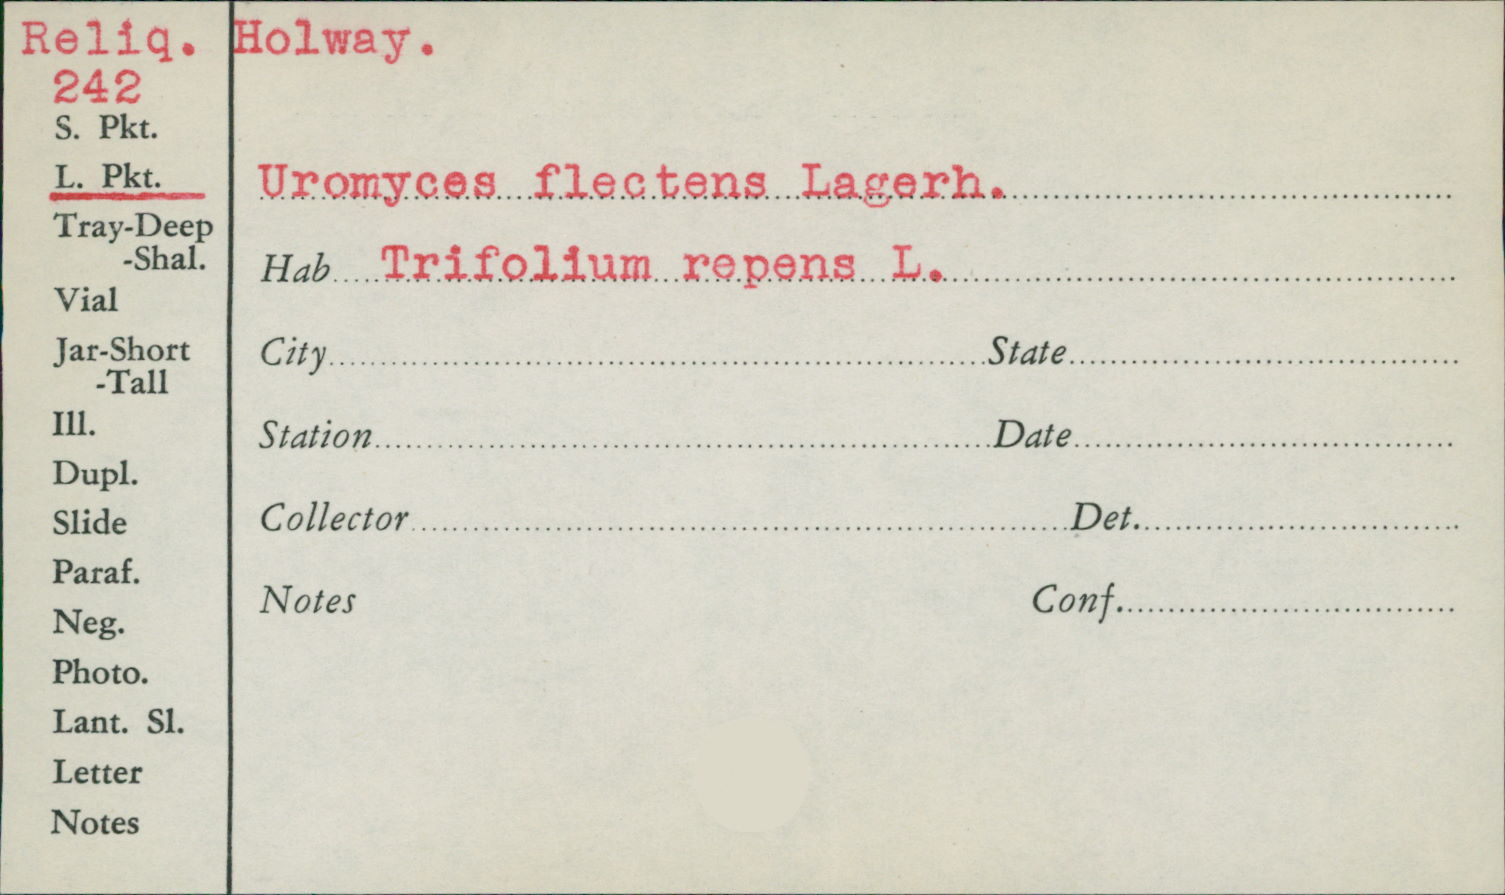 Reliq. Holway.
242
S. Pkt.
L. Pkt.
Tray-Deep
-Shal.
Vial
Jar-Short
-Tall
Ill.
Dupl.
Slide
Paraf.
Neg.
Photo.
Lant. Sl.
Letter
Notes
Uromyces flectens Lagerh.
Hab Trifolium repens L.
City State
Station Date
Collector Det.
Notes Conf.